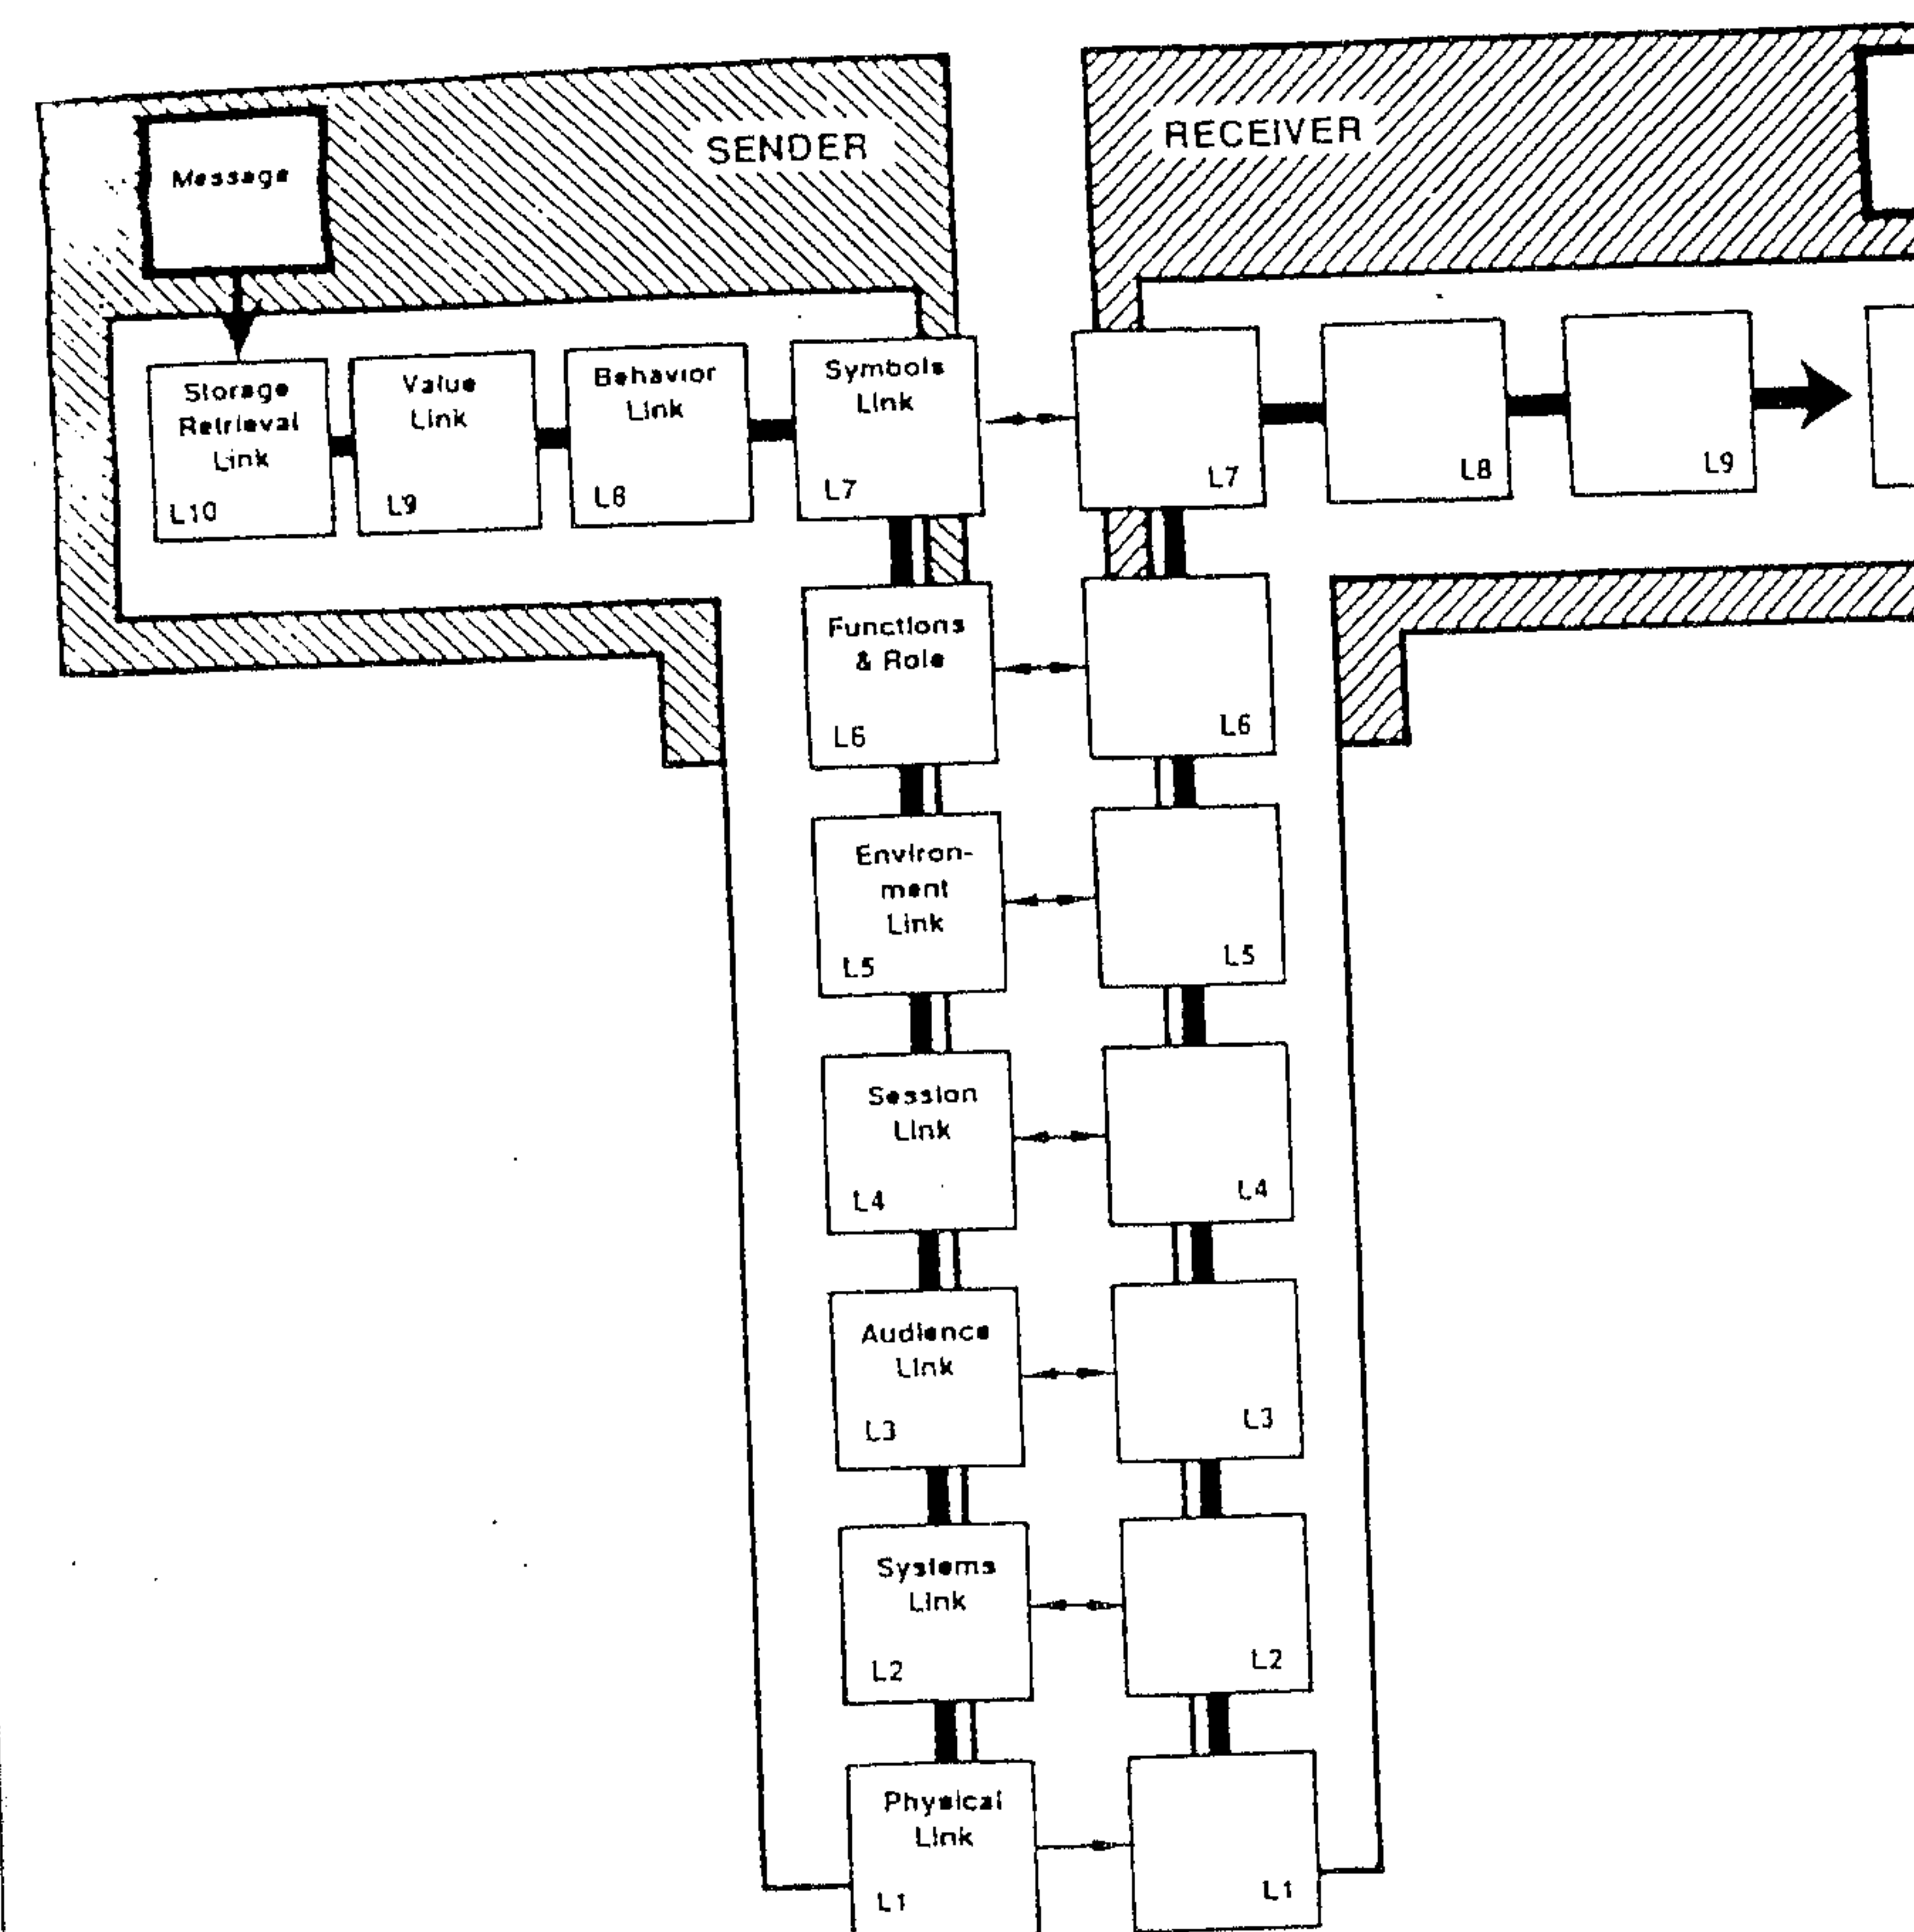 SENDER
RECEIVER
Message
Storage
Retrieval
Link
L10
Value
Link
L9
Behavior
Link
L8
Symbols
Link
L7
L7
L8
L9
Functions
& Role
L6
L6
Environ-
ment
Link
L5
L5
Session
Link
L4
L4
Audience
Link
L3
L3
Systems
Link
L2
L2
Physical
Link
L1
L1